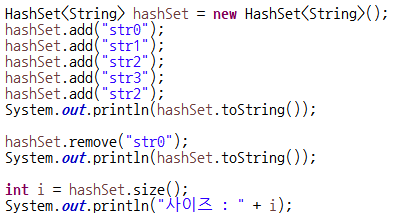 HashSet<String> hashSet = new HashSet<String>();
hashSet.add("str0");
hashSet.add("str1");
hashSet.add("str2");
hashSet.add("str3");
hashSet.add("str2");
System.out.println(hashSet.toString());
hashSet.remove("str0");
System.out.println(hashSet.toString());
int i = hashSet.size();
System.out.println("사이즈 : " + i);